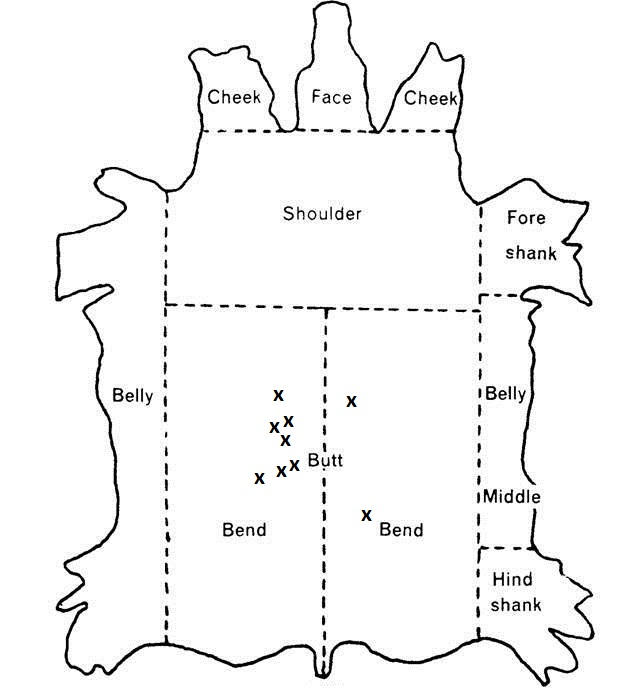 Cheek
Face
Cheek
Shoulder
Fore
shank
Belly
Belly
x
x
x
x
x
x
x
x
x
Butt
Middle
Bend
Bend
Hind
shank